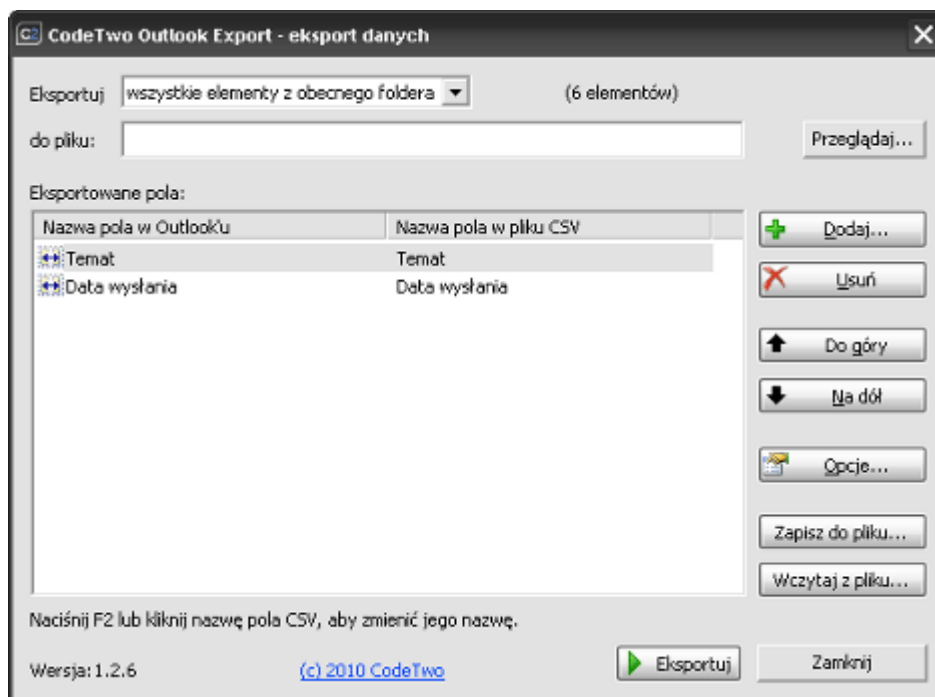 C2 CodeTwo Outlook Export - eksport danych
Eksportuj wszystkie elementy z obecnego foldera (6 elementów)
do pliku: Przeglądaj...
Eksportowane pola:
Nazwa pola w Outlook'u Nazwa pola w pliku CSV
Dodaj...
Temat Temat
Data wysłania Data wysłania
Usuń
Do góry
Na dół
Opcje...
Zapisz do pliku...
Wczytaj z pliku...
Naciśnij F2 lub kliknij nazwę pola CSV, aby zmienić jego nazwę.
Wersja: 1.2.6 (c) 2010 CodeTwo Eksportuj Zamknij